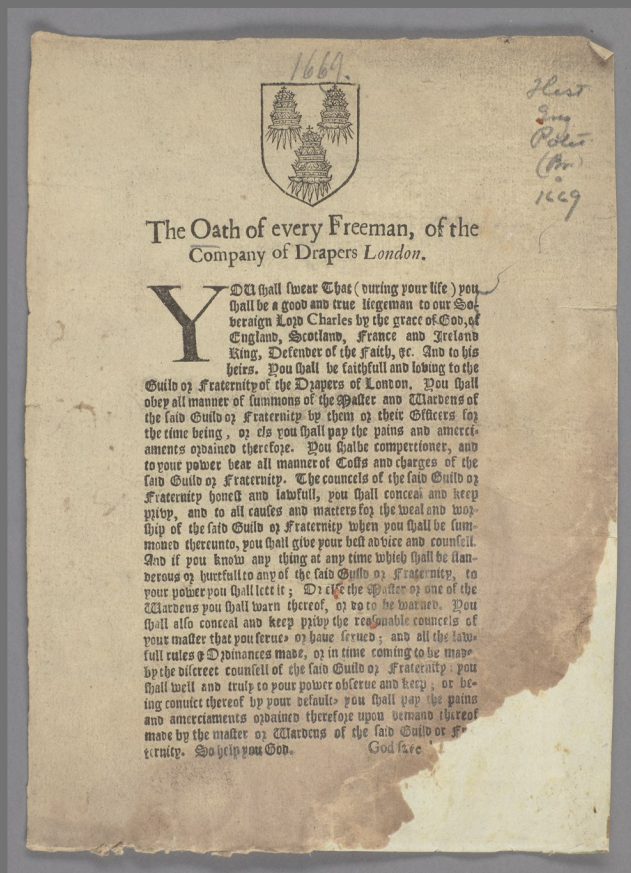 1669.
Hist
Eng
(Br)
1669
The Oath of every Freeman, of the
Company of Drapers London.
YOU shall swear That (during your life) you
shall be a good and true liegeman to our So-
veraign Lord Charles by the grace of God, of
England, Scotland, France and Ireland
King, Defender of the Faith, &c. And to his
heirs. You shall be faithfull and loving to the
Guild or Fraternity of the Drapers of London. You shall
obey all manner of summons of the Master and Wardens of
the said Guild or Fraternity by them or their Officers for
the time being, or els you shall pay the pains and amerci-
aments ordained therefore. You shalbe compertioner, and
to your power bear all manner of Costs and charges of the
said Guild or Fraternity. The councels of the said Guild or
Fraternity honest and lawfull, you shall conceal and keep
privy, and to all causes and matters for the weal and wor-
ship of the said Guild or Fraternity when you shall be sum-
moned thereunto, you shall give your best advice and counsell.
And if you know any thing at any time which shall be slan-
derous or hurtfull to any of the said Guild or Fraternity, to
your power you shall lett it; Or else the Master or one of the
Wardens you shall warn thereof, or do to be warned. You
shall also conceal and keep privy the reasonable councels of
your master that you serue, or haue serued; and all the law-
full rules & Ordinances made, or in time coming to be made
by the discreet counsell of the said Guild or Fraternity: you
shall well and truly to your power observe and keep; or be-
ing convict thereof by your default, you shall pay the pains
and amerciaments ordained therefore upon demand thereof
made by the master or Wardens of the said Guild or Fra
ternity. So help you God. God save